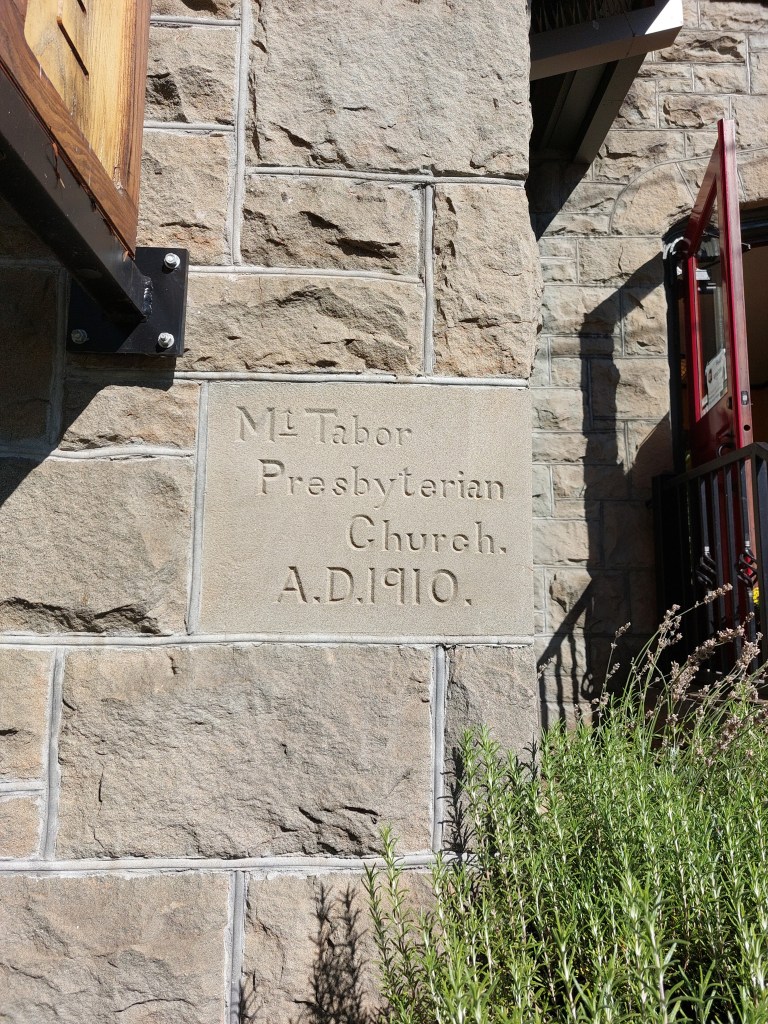 Mt Tabor
Presbyterian
Church.
A.D.1910.